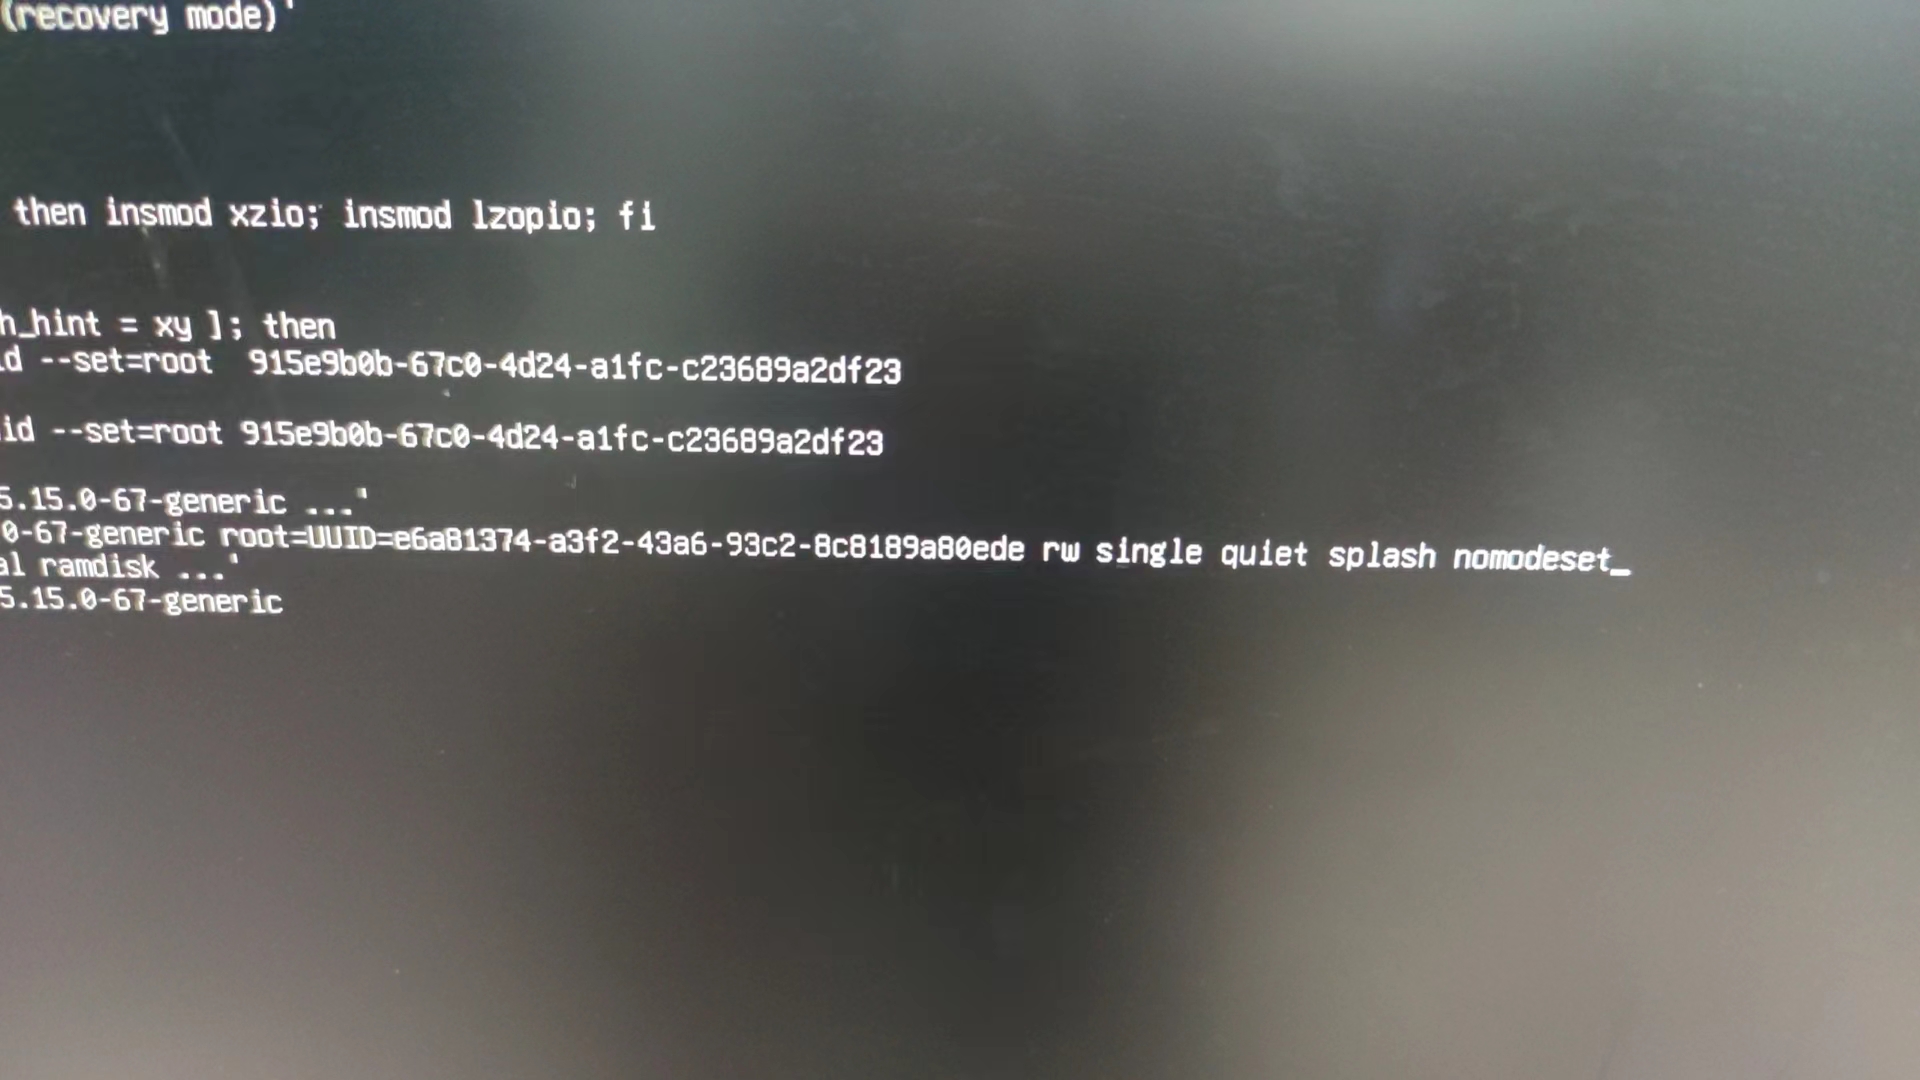 (recovery mode)'
then insmod xzio; insmod lzopio; fi
h_hint = xy ]; then
id --set=root  915e9b0b-67c0-4d24-a1fc-c23689a2df23
id --set=root 915e9b0b-67c0-4d24-a1fc-c23689a2df23
5.15.0-67-generic ...'
0-67-generic root=UUID=e6a81374-a3f2-43a6-93c2-8c8189a80ede rw single quiet splash nomodeset_
al ramdisk ...'
5.15.0-67-generic